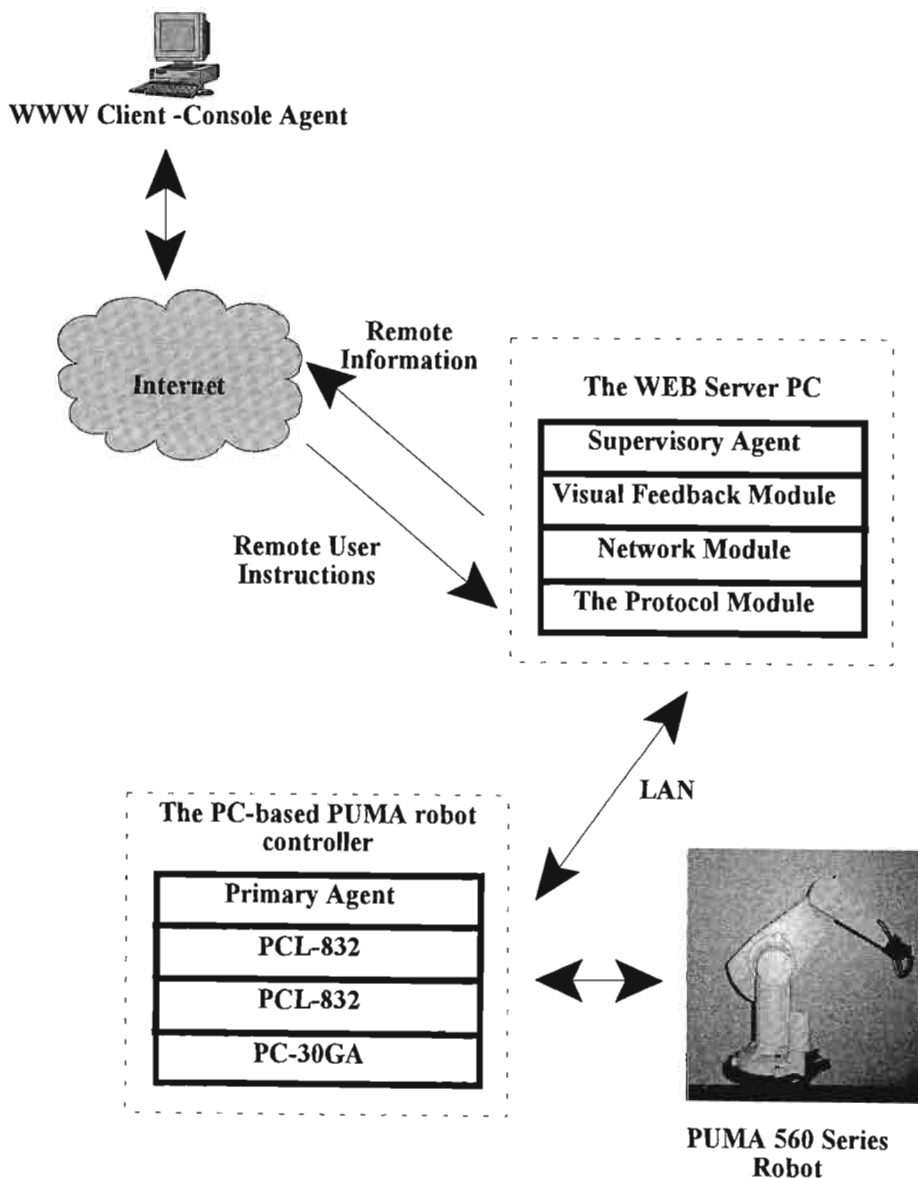 WWW Client -Console Agent
Remote
Information
Internet
The WEB Server PC
Supervisory Agent
Visual Feedback Module
Network Module
The Protocol Module
Remote User
Instructions
LAN
The PC-based PUMA robot
controller
Primary Agent
PCL-832
PCL-832
PC-30GA
PUMA 560 Series
Robot